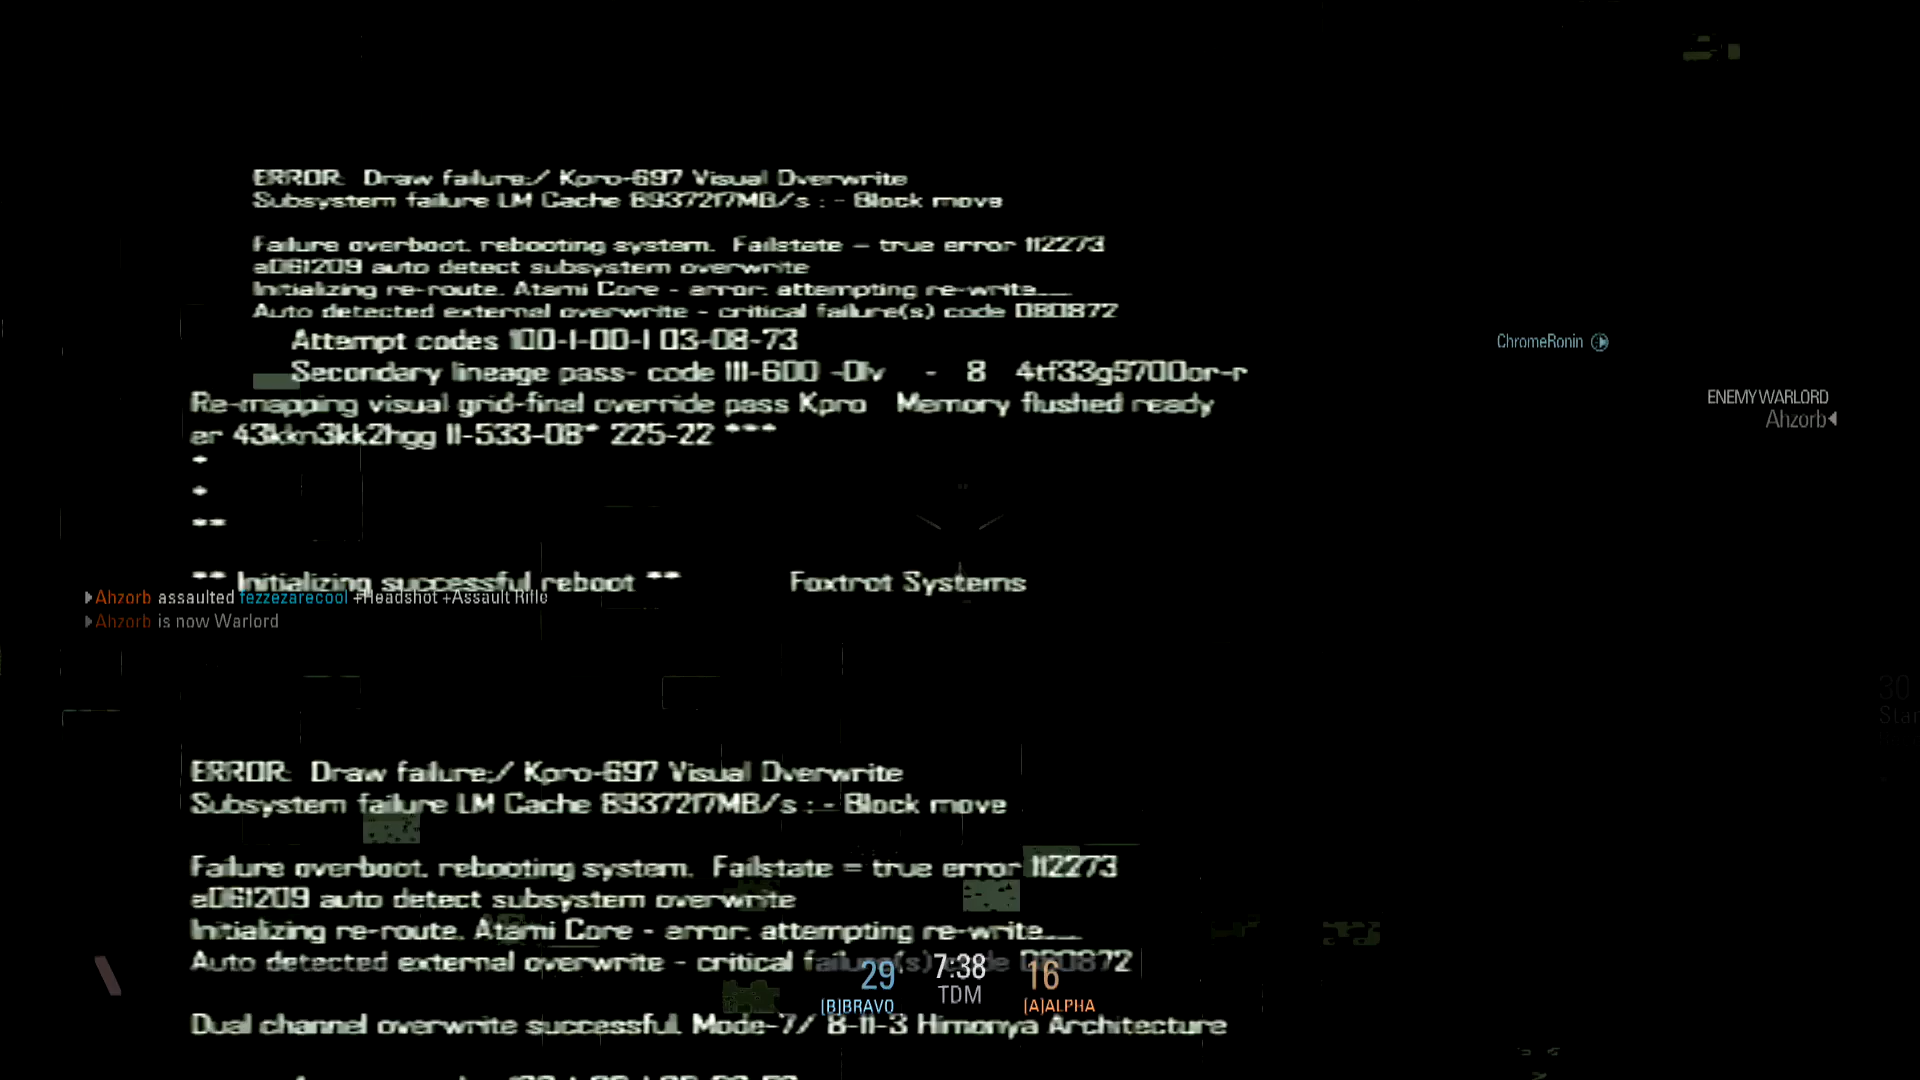 ERROR: Draw failure:/ Kpro-697 Visual Overwrite
Subsystem failure LM Cache 8937217MB/s : - Block move
Failure overboot. rebooting system. Failstate = true error 112273
e061209 auto detect subsystem overwrite
Initializing re-route. Atami Core - error: attempting re-write.....
Auto detected external overwrite - critical failure(s) code 080872
Attempt codes 100-1-00-1 03-08-73
Secondary lineage pass- code 111-600 -Div - 8 4tf33g9700or-r
Re-mapping visual grid-final override pass Kpro Memory flushed ready
er 43kkn3kk2hgg 11-533-08* 225-22 ***
*
*
**
** Initializing successful reboot ** Foxtrot Systems
ChromeRonin
ENEMY WARLORD
Ahzorb
Ahzorb assaulted fezzezarecool +Headshot +Assault Rifle
Ahzorb is now Warlord
30
ERROR: Draw failure:/ Kpro-697 Visual Overwrite
Subsystem failure LM Cache 8937217MB/s : - Block move
Failure overboot. rebooting system. Failstate = true error 112273
e061209 auto detect subsystem overwrite
Initializing re-route. Atami Core - error: attempting re-write.....
Auto detected external overwrite - critical failure(s) code 080872
29 7:38 16
[B]BRAVO TDM [A]ALPHA
Dual channel overwrite successful. Mode-7/ 8-11-3 Himonya Architecture